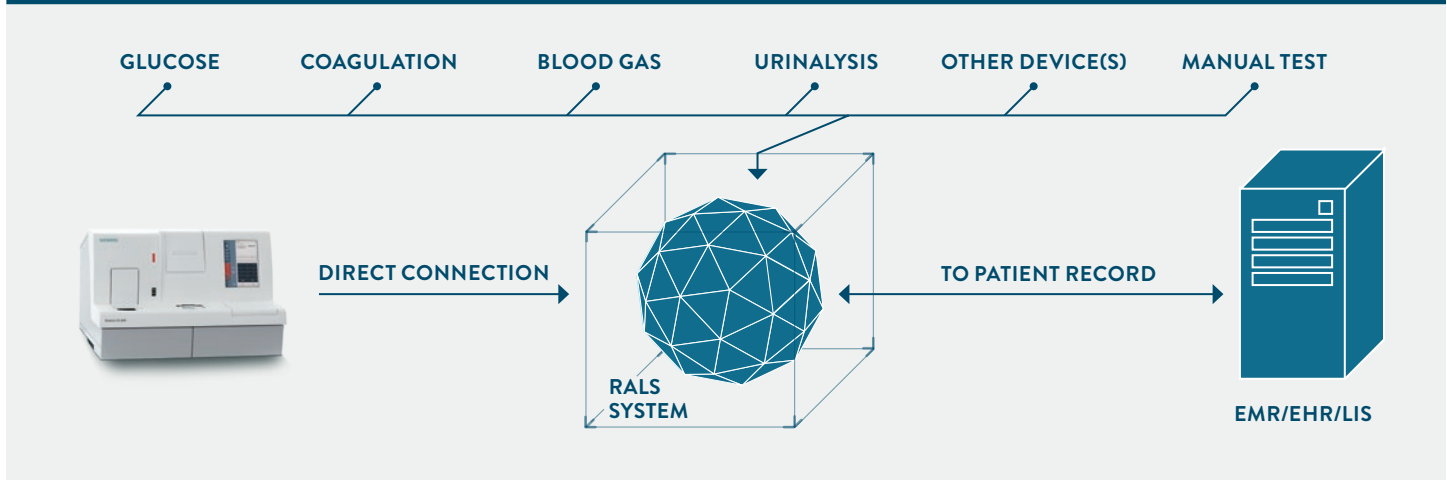 GLUCOSE
COAGULATION
BLOOD GAS
URINALYSIS
OTHER DEVICE(S)
MANUAL TEST
DIRECT CONNECTION
TO PATIENT RECORD
RALS
SYSTEM
EMR/EHR/LIS